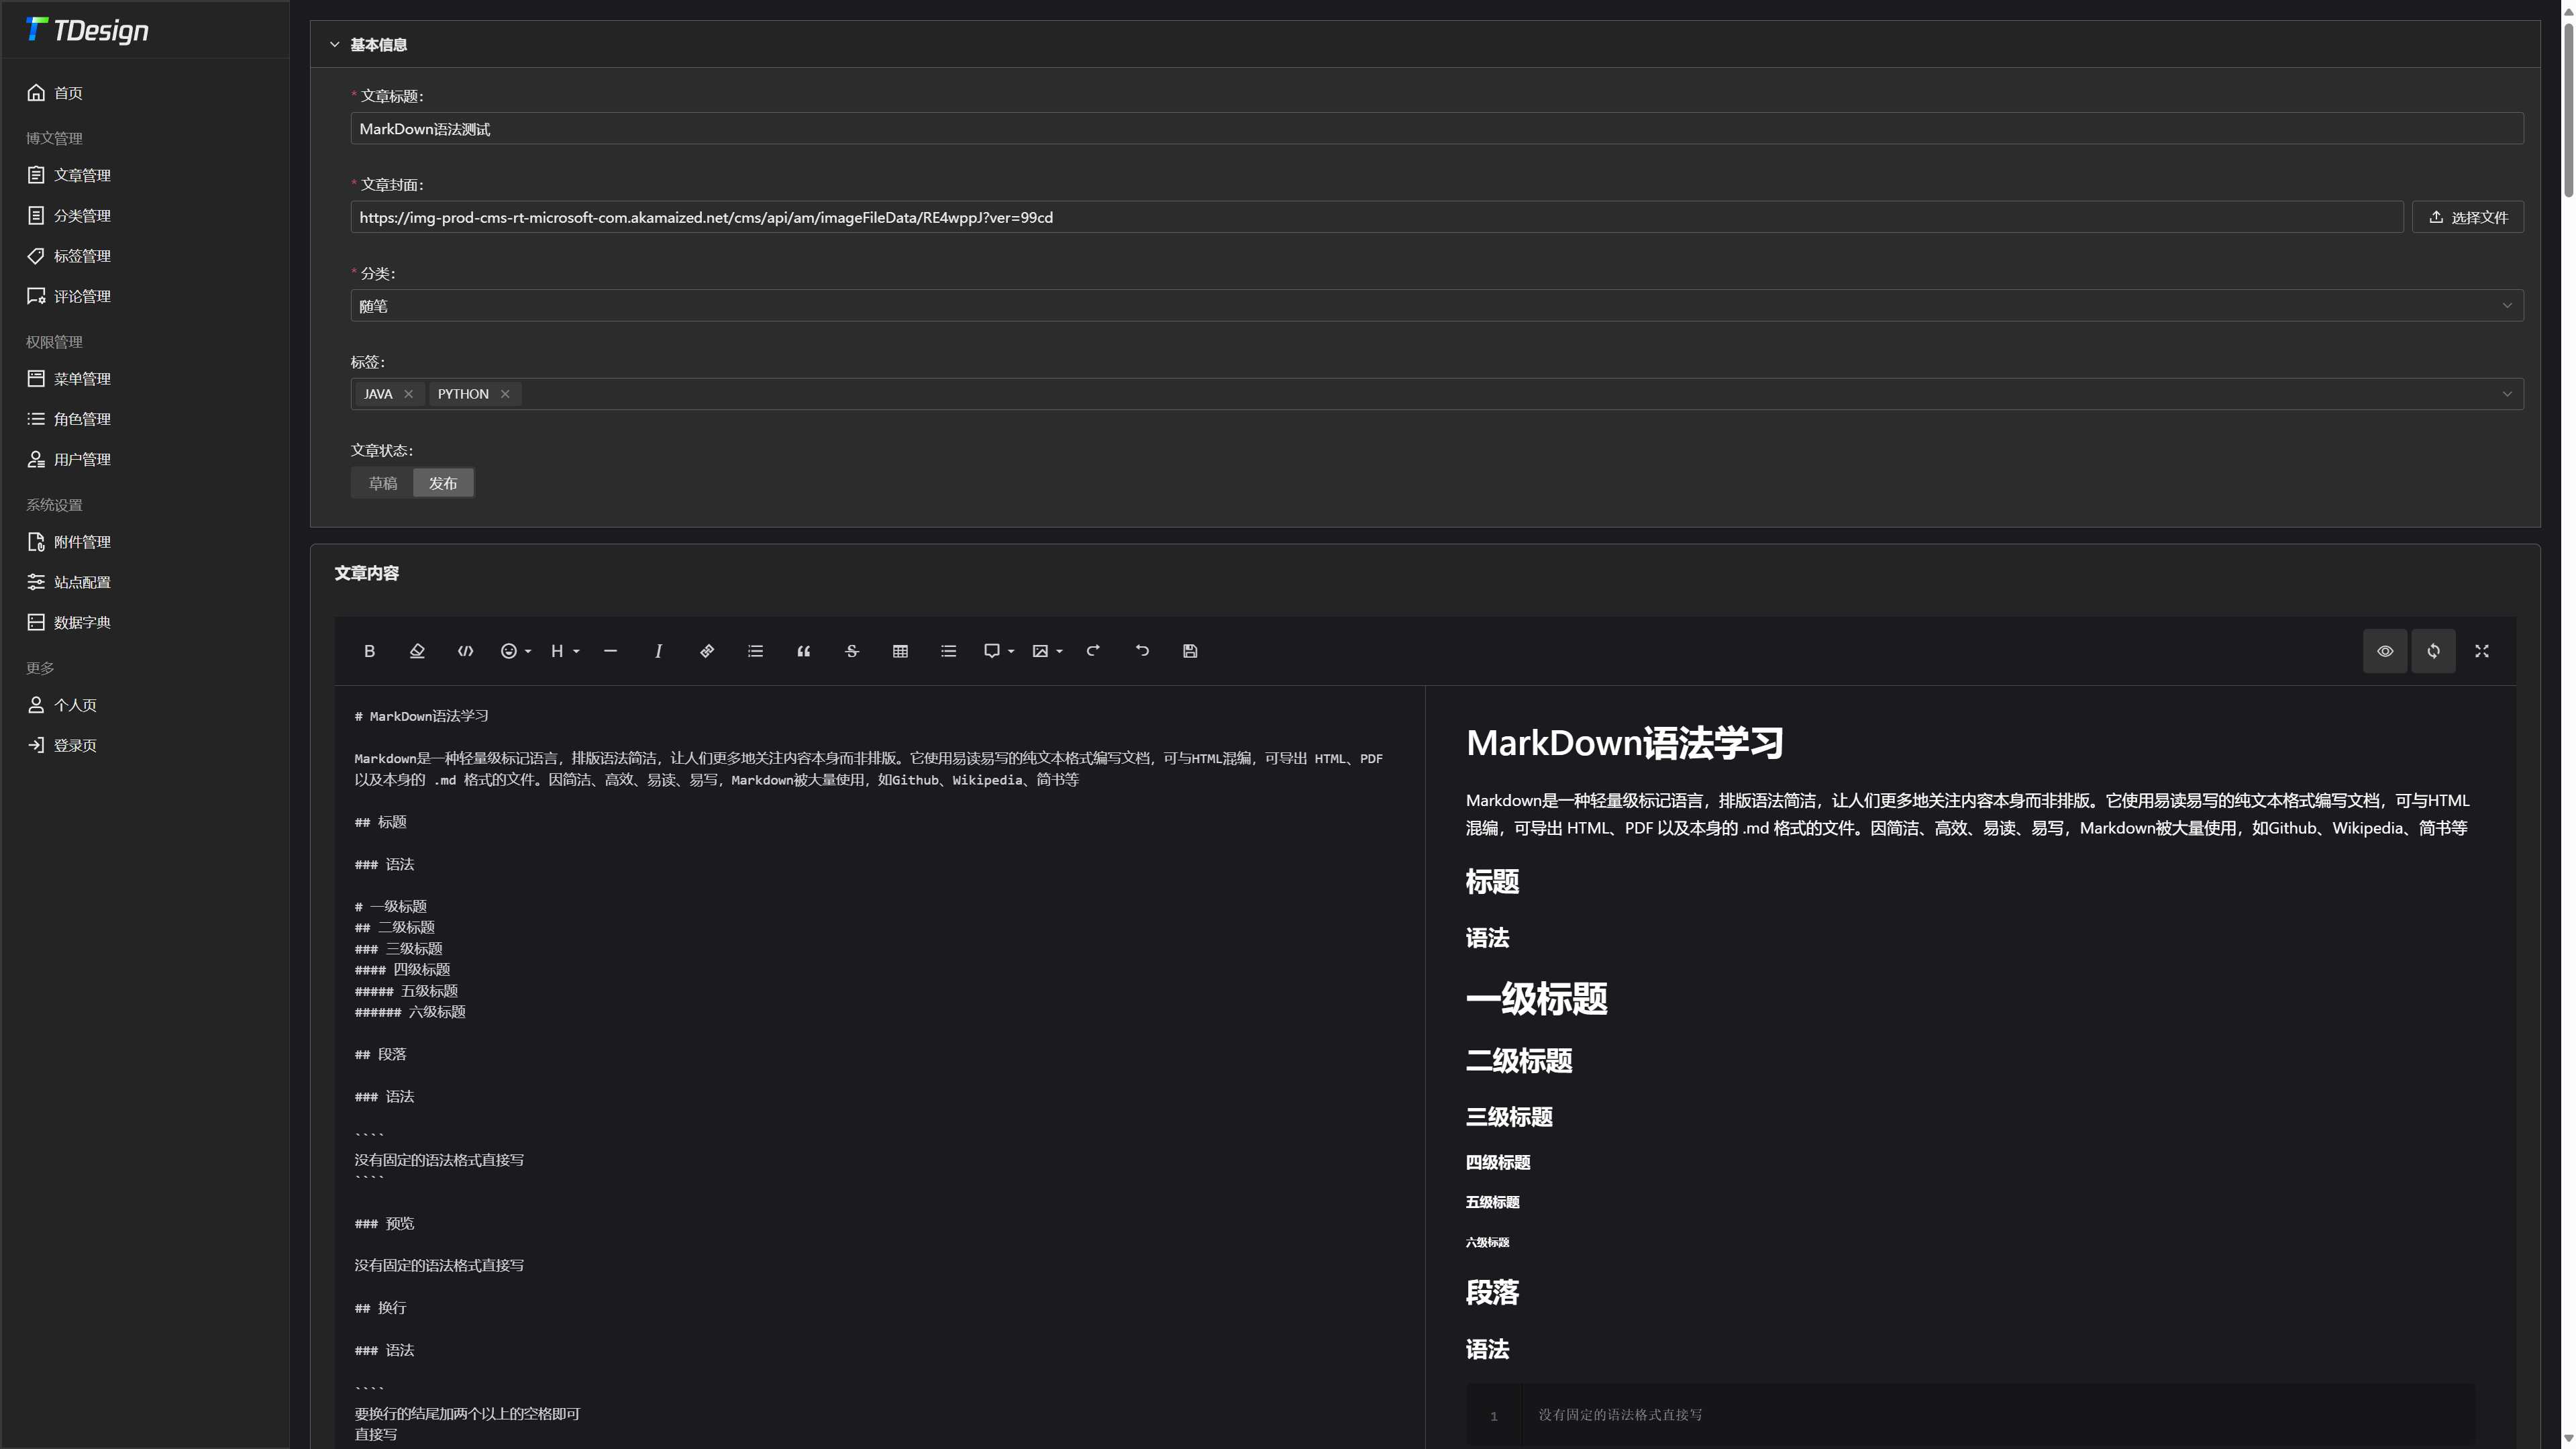 TDesign
首页
博文管理
文章管理
分类管理
标签管理
评论管理
权限管理
菜单管理
角色管理
用户管理
系统设置
附件管理
站点配置
数据字典
更多
个人页
登录页
基本信息
* 文章标题:
MarkDown语法测试
* 文章封面:
https://img-prod-cms-rt-microsoft-com.akamaized.net/cms/api/am/imageFileData/RE4wppJ?ver=99cd
选择文件
* 分类:
随笔
标签:
JAVA PYTHON
文章状态:
草稿 发布
文章内容
# MarkDown语法学习
Markdown是一种轻量级标记语言，排版语法简洁，让人们更多地关注内容本身而非排版。它使用易读易写的纯文本格式编写文档，可与HTML混编，可导出 HTML、PDF
以及本身的 .md 格式的文件。因简洁、高效、易读、易写，Markdown被大量使用，如Github、Wikipedia、简书等
## 标题
### 语法
# 一级标题
## 二级标题
### 三级标题
#### 四级标题
##### 五级标题
###### 六级标题
## 段落
### 语法
````
没有固定的语法格式直接写
````
### 预览
没有固定的语法格式直接写
## 换行
### 语法
````
要换行的结尾加两个以上的空格即可
直接写
MarkDown语法学习
Markdown是一种轻量级标记语言，排版语法简洁，让人们更多地关注内容本身而非排版。它使用易读易写的纯文本格式编写文档，可与HTML
混编，可导出 HTML、PDF 以及本身的 .md 格式的文件。因简洁、高效、易读、易写，Markdown被大量使用，如Github、Wikipedia、简书等
标题
语法
一级标题
二级标题
三级标题
四级标题
五级标题
六级标题
段落
语法
1 没有固定的语法格式直接写